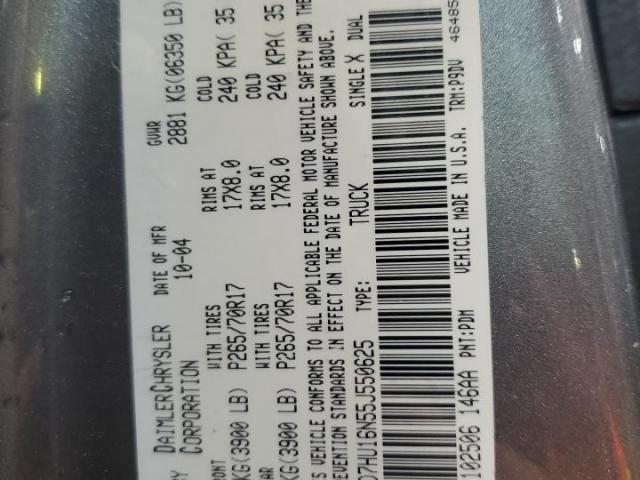 BY DAIMLERCHRYSLER CORPORATION
DATE OF MFR 10-04
GVWR 2881 KG(06350 LB)
FRONT WITH TIRES RIMS AT COLD
KG(3900 LB) P265/70R17 17X8.0 240 KPA( 35
REAR WITH TIRES RIMS AT COLD
KG(3900 LB) P265/70R17 17X8.0 240 KPA( 35
IS VEHICLE CONFORMS TO ALL APPLICABLE FEDERAL MOTOR VEHICLE SAFETY AND THE
EVENTION STANDARDS IN EFFECT ON THE DATE OF MANUFACTURE SHOWN ABOVE.
D7HU16N55J550625 TYPE: TRUCK SINGLE X DUAL
102506 146AA PNT:PDM VEHICLE MADE IN U.S.A. TRM:P9DV 46485